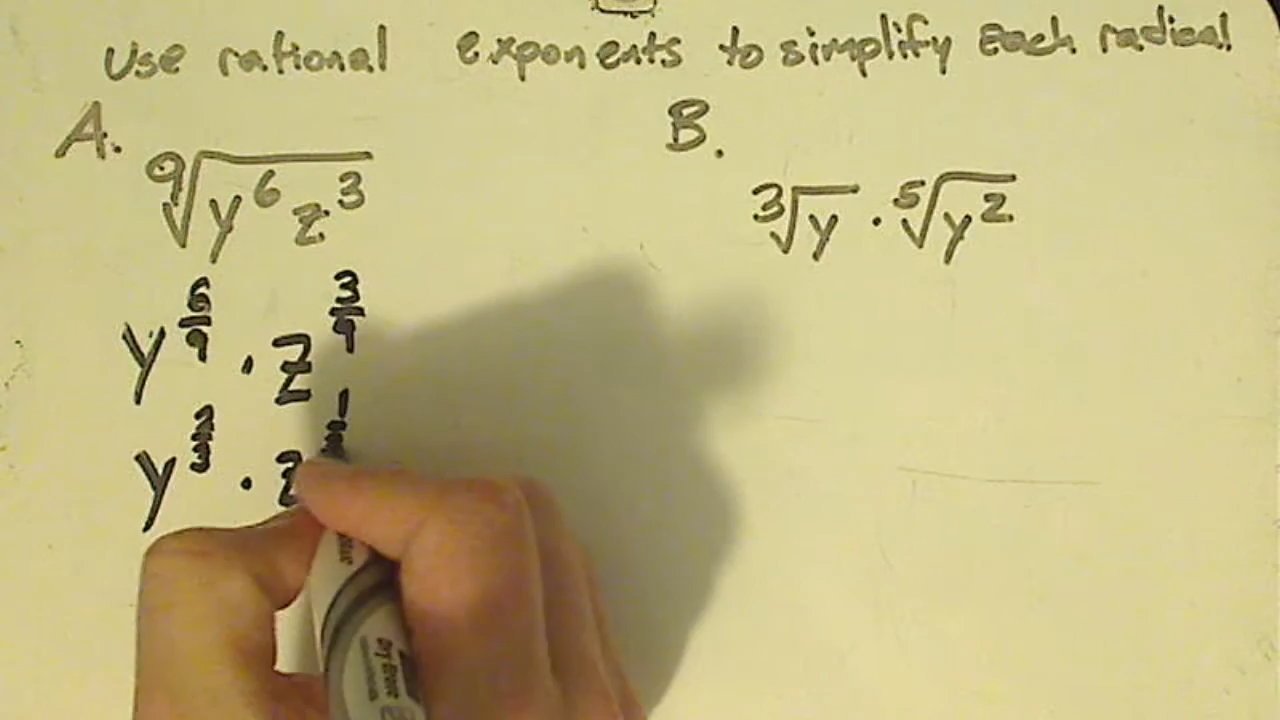 Use rational exponents to simplify each radical
A.
⁹√(y⁶z³)
y^(6/9) · z^(3/9)
y^(2/3) · z
B.
³√y · ⁵√(y²)